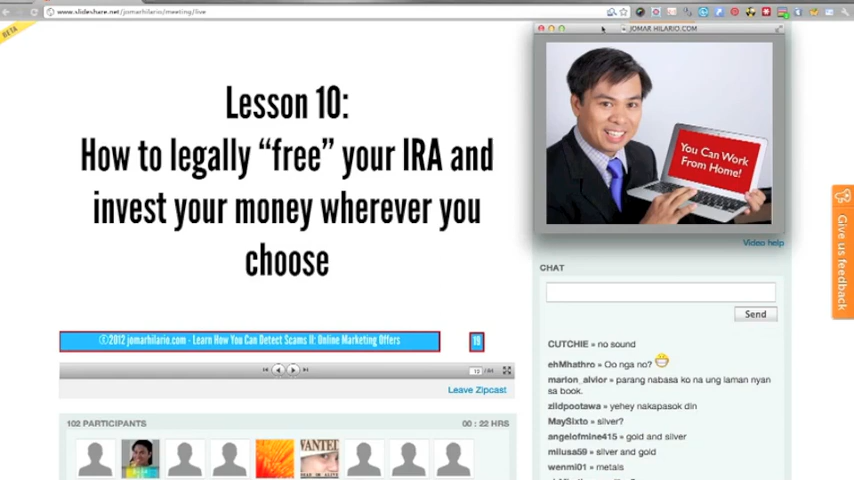 www.slideshare.net/jomarhilario/meeting/live
BETA
JOMAR HILARIO.COM
Lesson 10:
How to legally “free” your IRA and
invest your money wherever you
choose
You Can Work
From Home!
Video help
Give us feedback
©2012 jomarhilario.com - Learn How You Can Detect Scams II: Online Marketing Offers
19
Leave Zipcast
102 PARTICIPANTS
00 : 22 HRS
WANTED
CHAT
Send
CUTCHIE » no sound
ehMhathro » Oo nga no?
marlon_alvior » parang nabasa ko na ung laman nyan
sa book.
zildpootawa » yehey nakapasok din
MaySixto » silver?
angelofmine415 » gold and silver
milusa59 » silver and gold
wenmi01 » metals